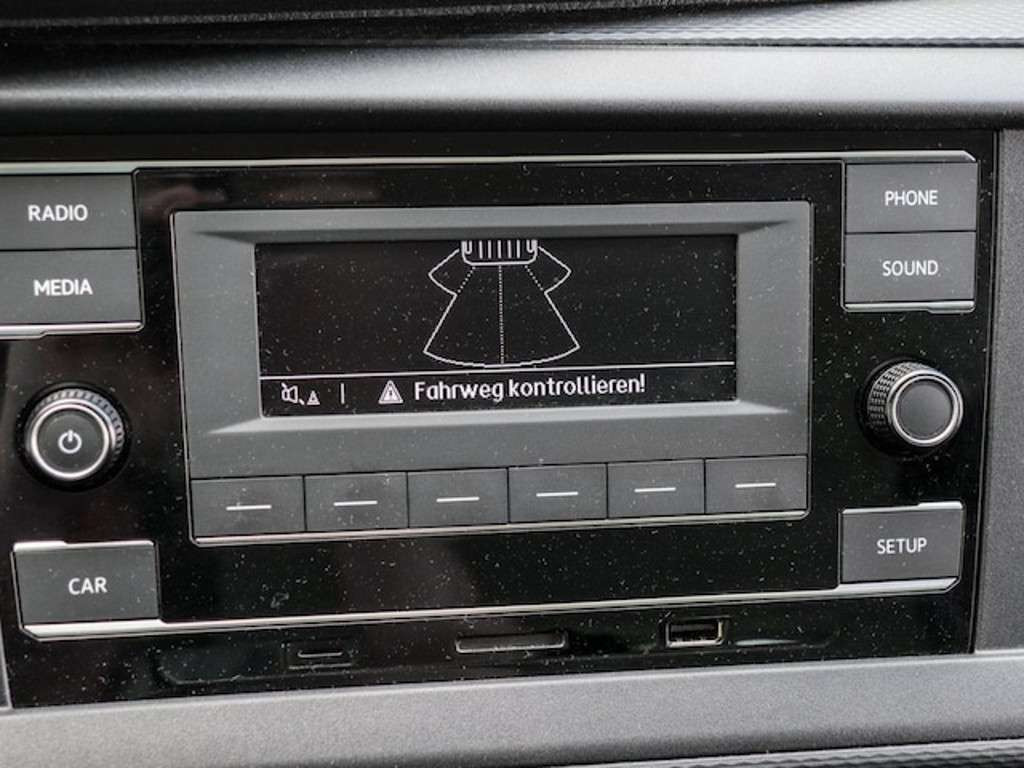 RADIO
PHONE
MEDIA
SOUND
Fahrweg kontrollieren!
CAR
SETUP